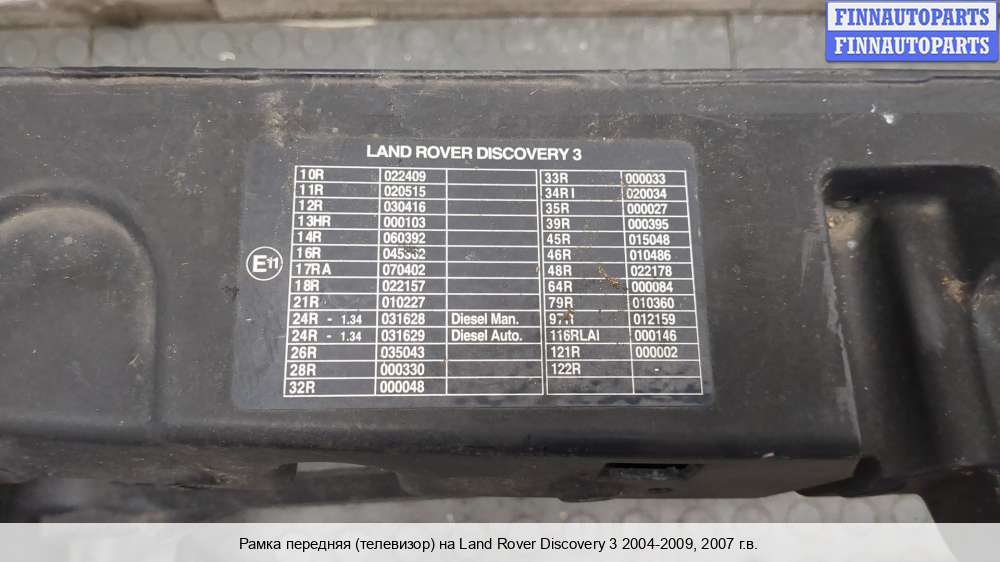 FINNAUTOPARTS
FINNAUTOPARTS
LAND ROVER DISCOVERY 3
10R 022409 33R 000033
11R 020515 34R I 020034
12R 030416 35R 000027
13HR 000103 39R 000395
14R 060392 45R 015048
16R 46R 010486
E11
17RA 070402 48R 022178
18R 022157 64R 000084
21R 010227 79R 010360
24R - 1.34 031628 Diesel Man. 97R 012159
24R - 1.34 031629 Diesel Auto. 116RLAI 000146
26R 035043 121R 000002
28R 000330 122R -
32R 000048
Рамка передняя (телевизор) на Land Rover Discovery 3 2004-2009, 2007 г.в.